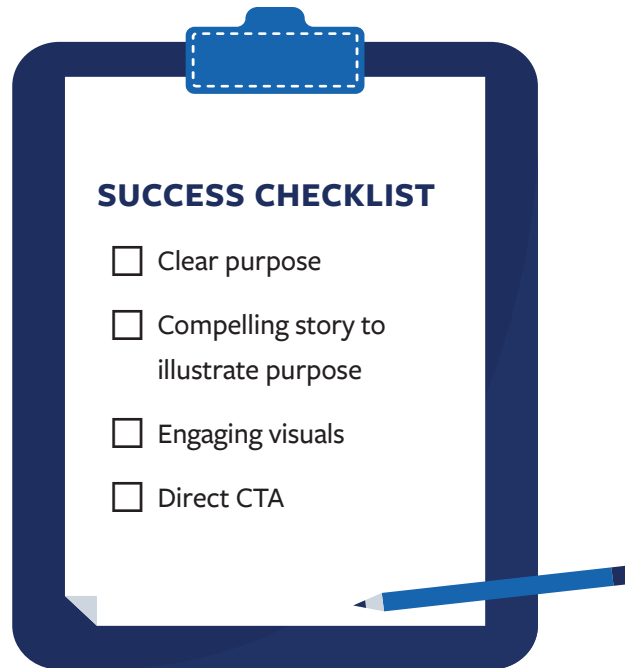 SUCCESS CHECKLIST
Clear purpose
Compelling story to
illustrate purpose
Engaging visuals
Direct CTA